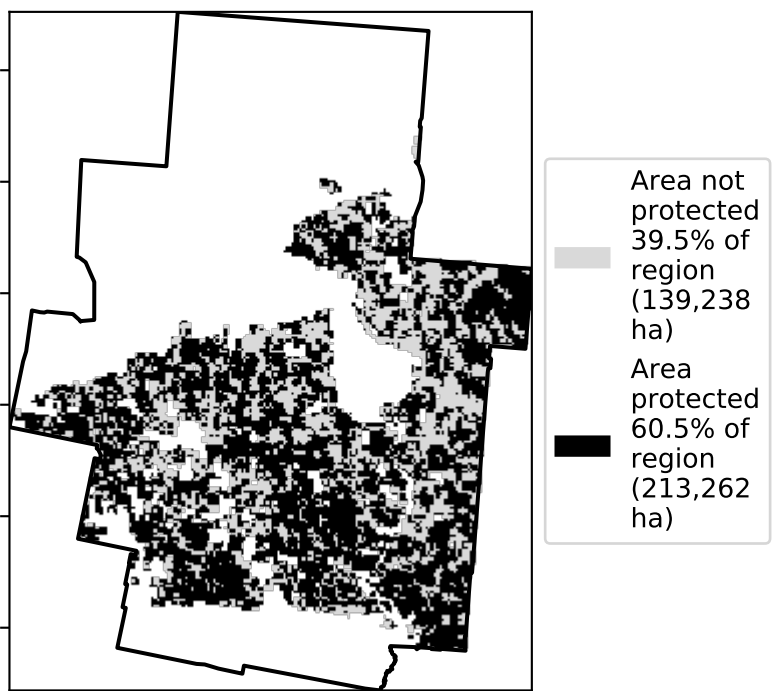 Area not
protected
39.5% of
region
(139,238
ha)
Area
protected
60.5% of
region
(213,262
ha)